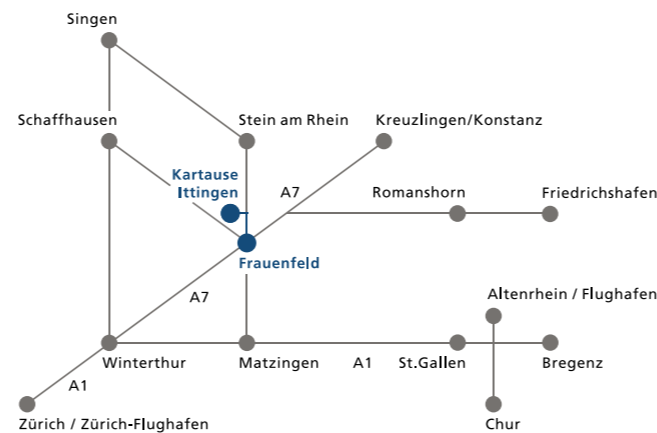 Singen
Schaffhausen
Stein am Rhein
Kreuzlingen/Konstanz
Kartause
Ittingen
A7
Romanshorn
Friedrichshafen
Frauenfeld
A7
Altenrhein / Flughafen
Winterthur
Matzingen
A1
St.Gallen
Bregenz
A1
Zürich / Zürich-Flughafen
Chur